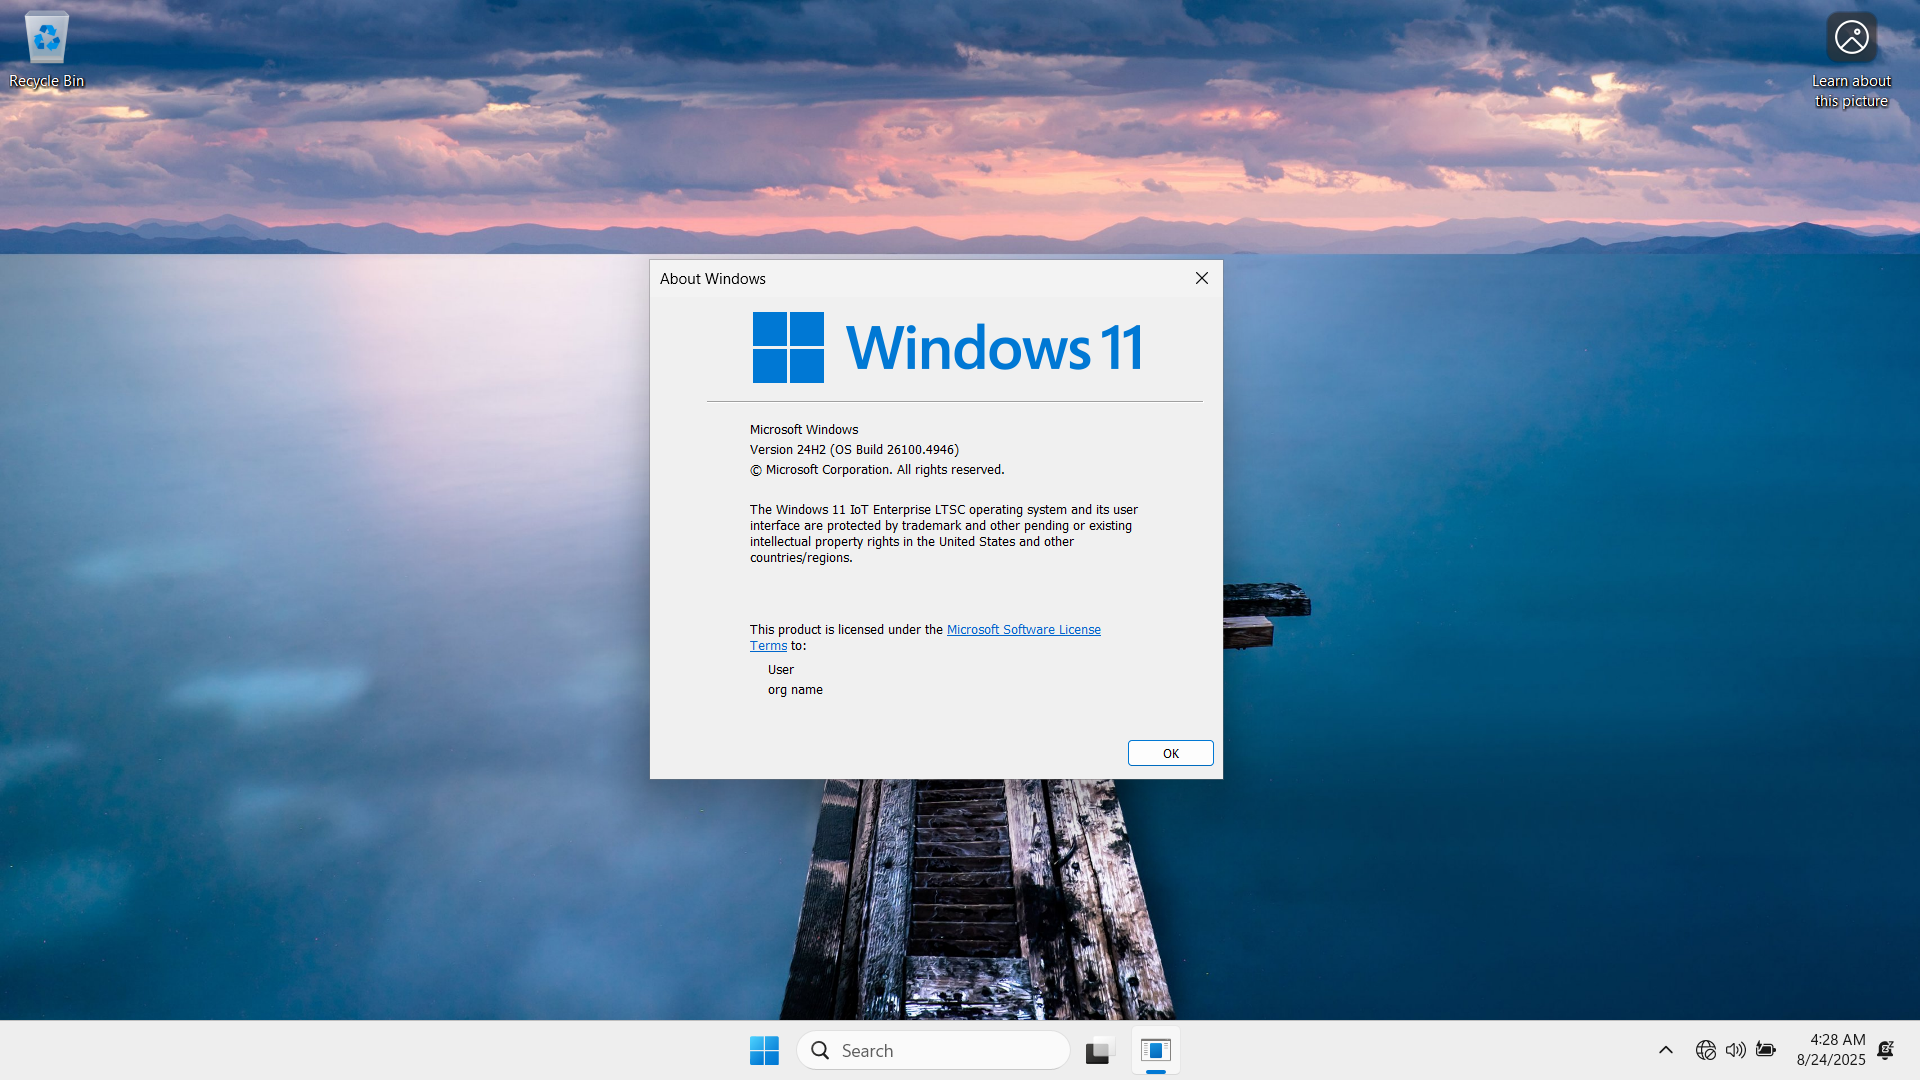 Recycle Bin
Learn about
this picture
About Windows
Windows 11
Microsoft Windows
Version 24H2 (OS Build 26100.4946)
© Microsoft Corporation. All rights reserved.
The Windows 11 IoT Enterprise LTSC operating system and its user
interface are protected by trademark and other pending or existing
intellectual property rights in the United States and other
countries/regions.
This product is licensed under the Microsoft Software License
Terms to:
User
org name
OK
Search
4:28 AM
8/24/2025